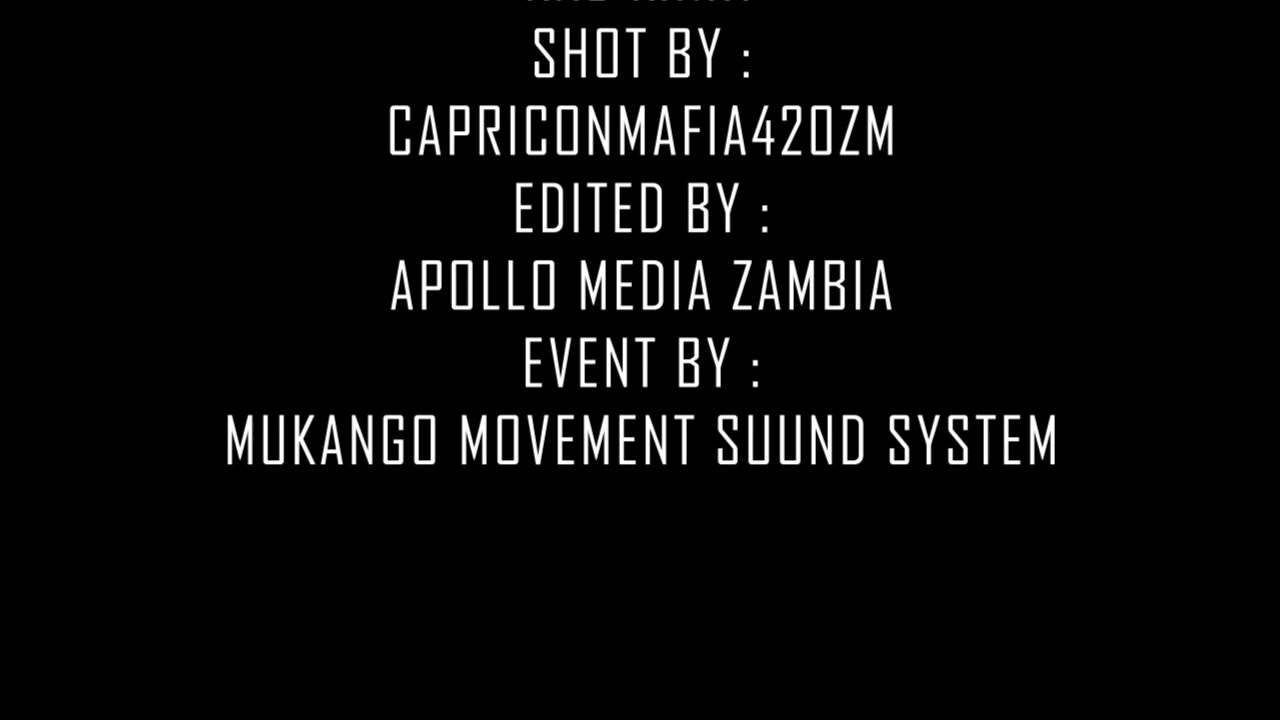 SHOT BY :
CAPRICONMAFIA420ZM
EDITED BY :
APOLLO MEDIA ZAMBIA
EVENT BY :
MUKANGO MOVEMENT SUUND SYSTEM